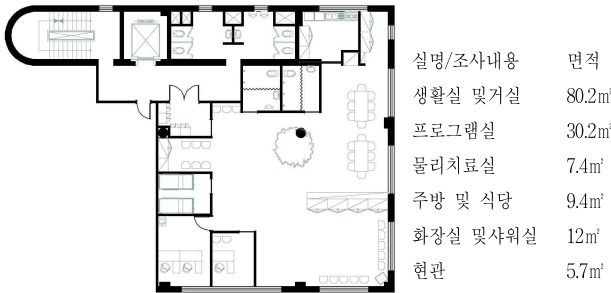 실명/조사내용 면적
생활실 및거실 80.2㎡
프로그램실 30.2㎡
물리치료실 7.4㎡
주방 및 식당 9.4㎡
화장실 및샤워실 12㎡
현관 5.7㎡